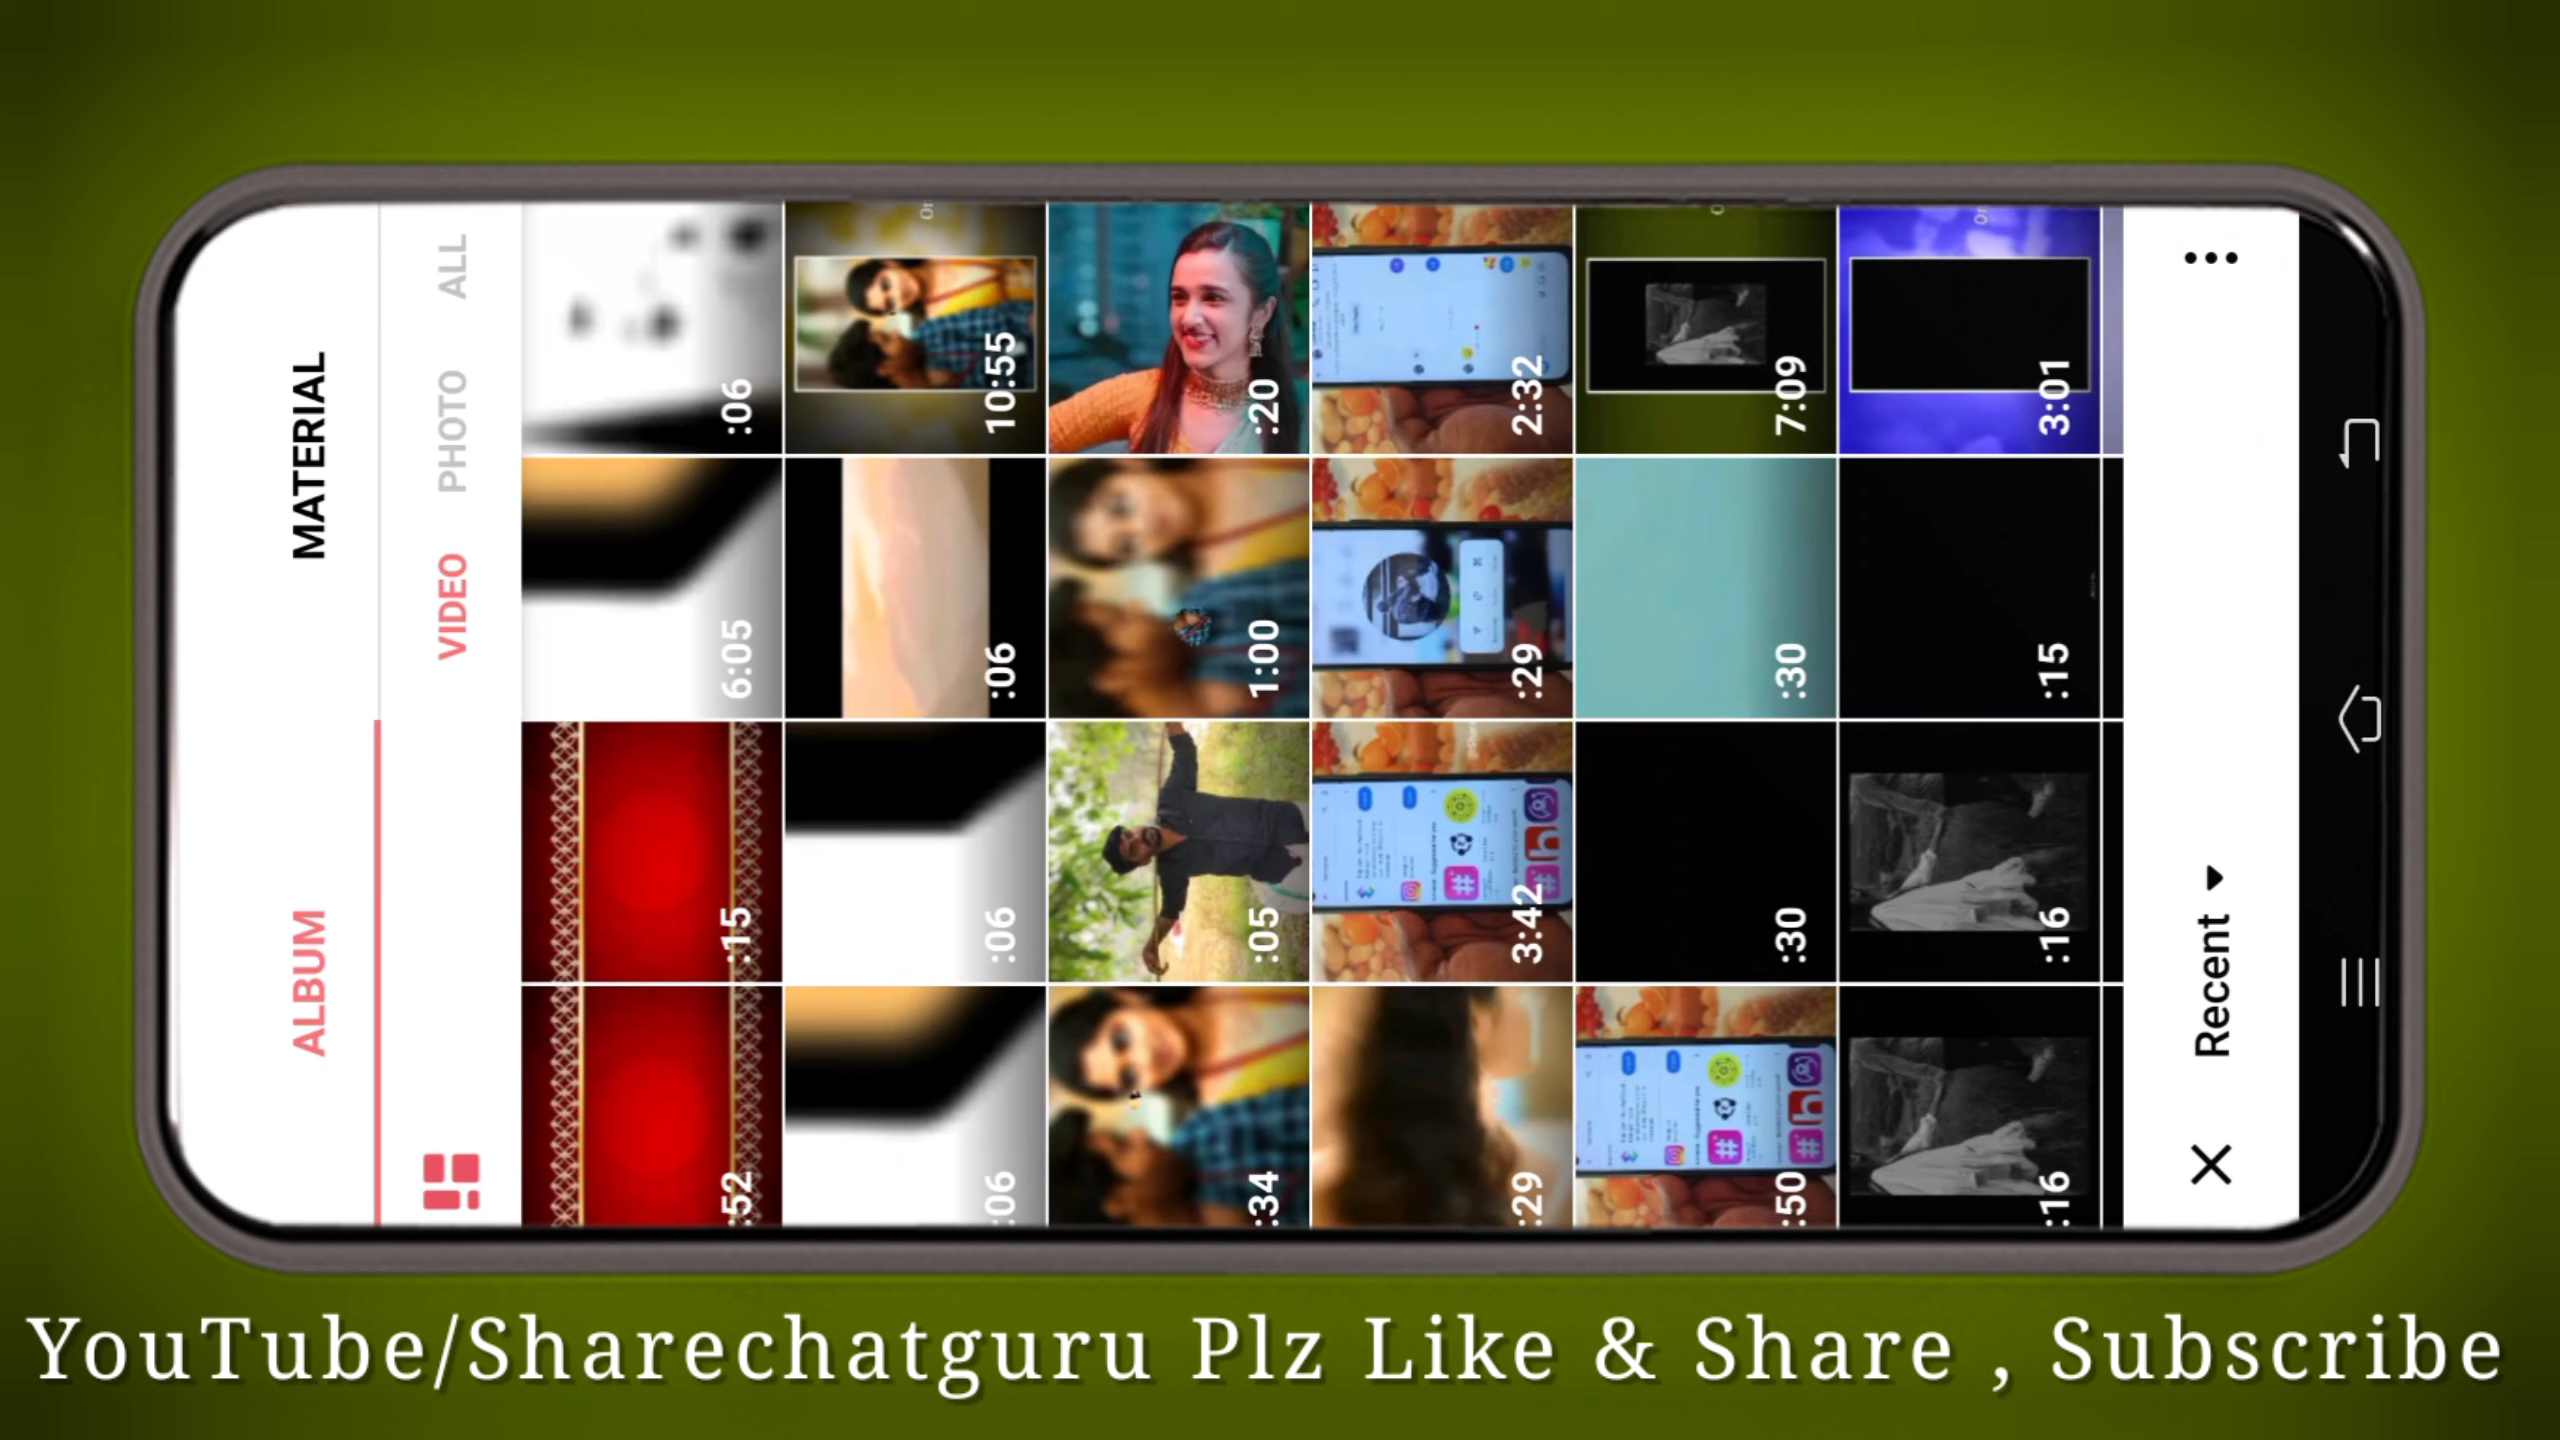 ALBUM MATERIAL
VIDEO PHOTO ALL
:52 :15 6:05 :06
:06 :06 :06 10:55
:34 :05 1:00 :20
:29 3:42 :29 2:32
:50 :30 :30 7:09
:16 :16 :15 3:01
Recent
YouTube/Sharechatguru Plz Like & Share , Subscribe